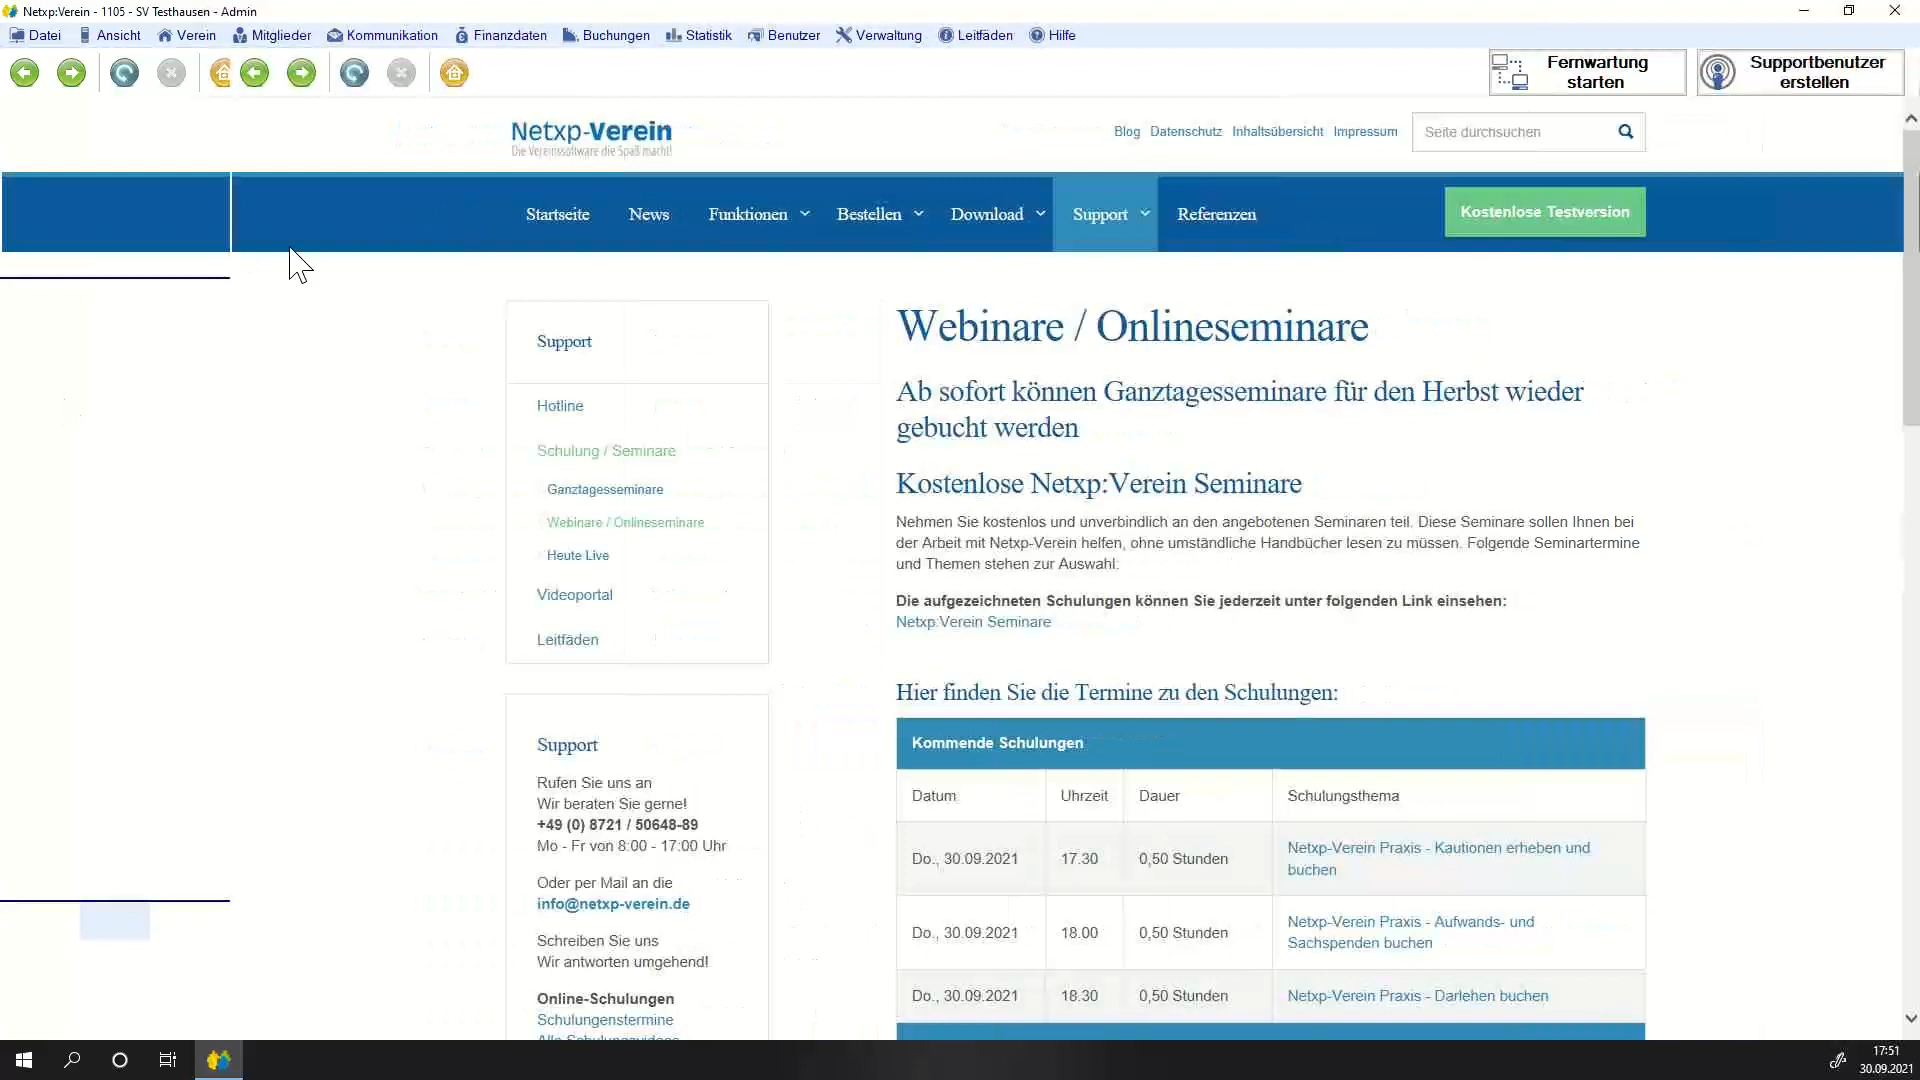 Netxp:Verein - 1105 - SV Testhausen - Admin
Datei Ansicht Verein Mitglieder Kommunikation Finanzdaten Buchungen Statistik Benutzer Verwaltung Leitfäden Hilfe
Fernwartung
starten
Supportbenutzer
erstellen
Netxp-Verein
Die Vereinssoftware die Spaß macht!
Blog Datenschutz Inhaltsübersicht Impressum
Seite durchsuchen
Startseite News Funktionen Bestellen Download Support Referenzen
Kostenlose Testversion
Support
Hotline
Schulung / Seminare
Ganztagesseminare
Webinare / Onlineseminare
Heute Live
Videoportal
Leitfäden
Support
Rufen Sie uns an
Wir beraten Sie gerne!
+49 (0) 8721 / 50648-89
Mo - Fr von 8:00 - 17:00 Uhr
Oder per Mail an die
info@netxp-verein.de
Schreiben Sie uns
Wir antworten umgehend!
Online-Schulungen
Schulungenstermine
Alle Schulungsvideos
Webinare / Onlineseminare
Ab sofort können Ganztagesseminare für den Herbst wieder
gebucht werden
Kostenlose Netxp:Verein Seminare
Nehmen Sie kostenlos und unverbindlich an den angebotenen Seminaren teil. Diese Seminare sollen Ihnen bei
der Arbeit mit Netxp-Verein helfen, ohne umständliche Handbücher lesen zu müssen. Folgende Seminartermine
und Themen stehen zur Auswahl:
Die aufgezeichneten Schulungen können Sie jederzeit unter folgenden Link einsehen:
Netxp:Verein Seminare
Hier finden Sie die Termine zu den Schulungen:
Kommende Schulungen
Datum Uhrzeit Dauer Schulungsthema
Do., 30.09.2021 17.30 0,50 Stunden Netxp-Verein Praxis - Kautionen erheben und
buchen
Do., 30.09.2021 18.00 0,50 Stunden Netxp-Verein Praxis - Aufwands- und
Sachspenden buchen
Do., 30.09.2021 18.30 0,50 Stunden Netxp-Verein Praxis - Darlehen buchen
17:51
30.09.2021